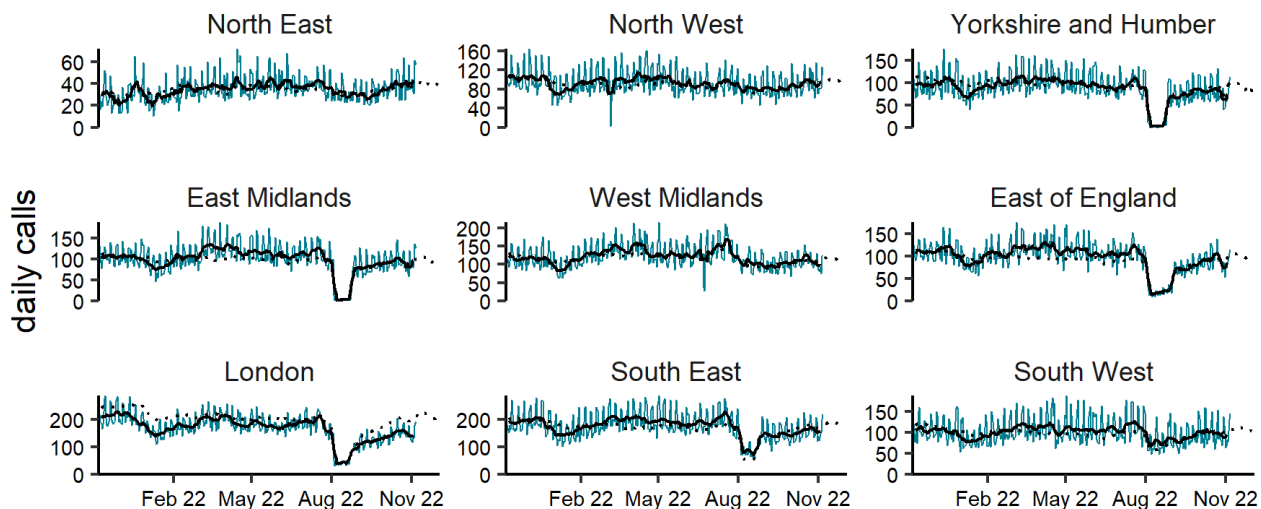 North East
North West
Yorkshire and Humber
60
40
20
0
160
120
80
40
0
150
100
50
0
daily calls
East Midlands
West Midlands
East of England
150
100
50
0
200
150
100
50
0
150
100
50
0
London
South East
South West
200
100
0
200
100
0
150
100
50
0
Feb 22 May 22 Aug 22 Nov 22
Feb 22 May 22 Aug 22 Nov 22
Feb 22 May 22 Aug 22 Nov 22